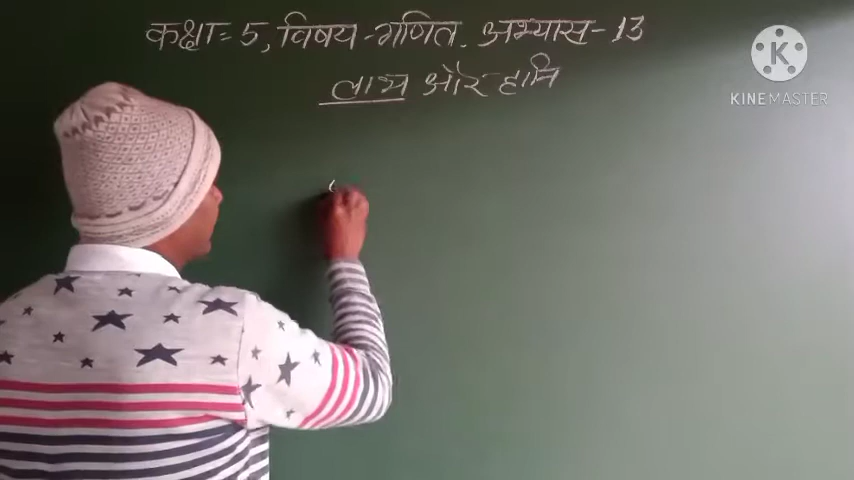 कक्षा:- 5, विषय - गणित. अभ्यास - 13
लाभ और हानि
KINEMASTER